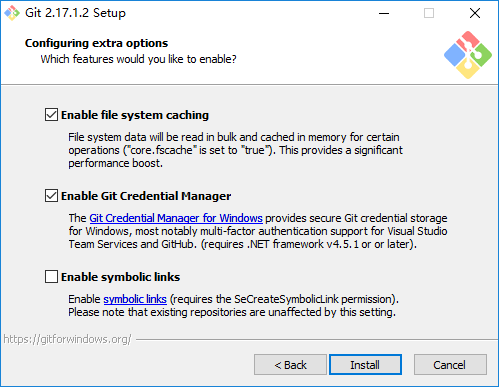 Git 2.17.1.2 Setup
Configuring extra options
Which features would you like to enable?
Enable file system caching
File system data will be read in bulk and cached in memory for certain
operations ("core.fscache" is set to "true"). This provides a significant
performance boost.
Enable Git Credential Manager
The Git Credential Manager for Windows provides secure Git credential storage
for Windows, most notably multi-factor authentication support for Visual Studio
Team Services and GitHub. (requires .NET framework v4.5.1 or or later).
Enable symbolic links
Enable symbolic links (requires the SeCreateSymbolicLink permission).
Please note that existing repositories are unaffected by this setting.
https://gitforwindows.org/
< Back
Install
Cancel